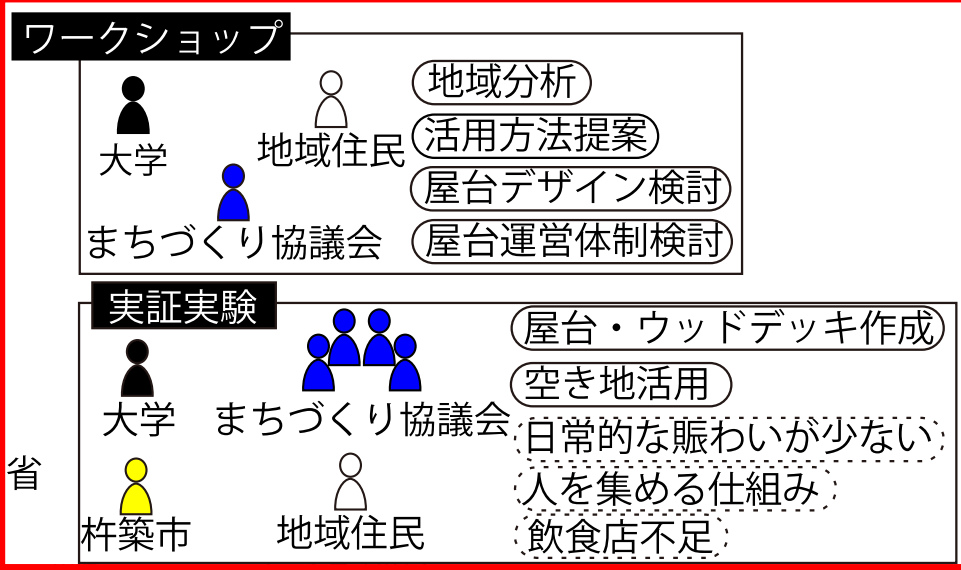 ワークショップ
大学
地域住民
まちづくり協議会
地域分析
活用方法提案
屋台デザイン検討
屋台運営体制検討
実証実験
大学
まちづくり協議会
杵築市
地域住民
屋台・ウッドデッキ作成
空き地活用
日常的な賑わいが少ない
人を集める仕組み
飲食店不足
省